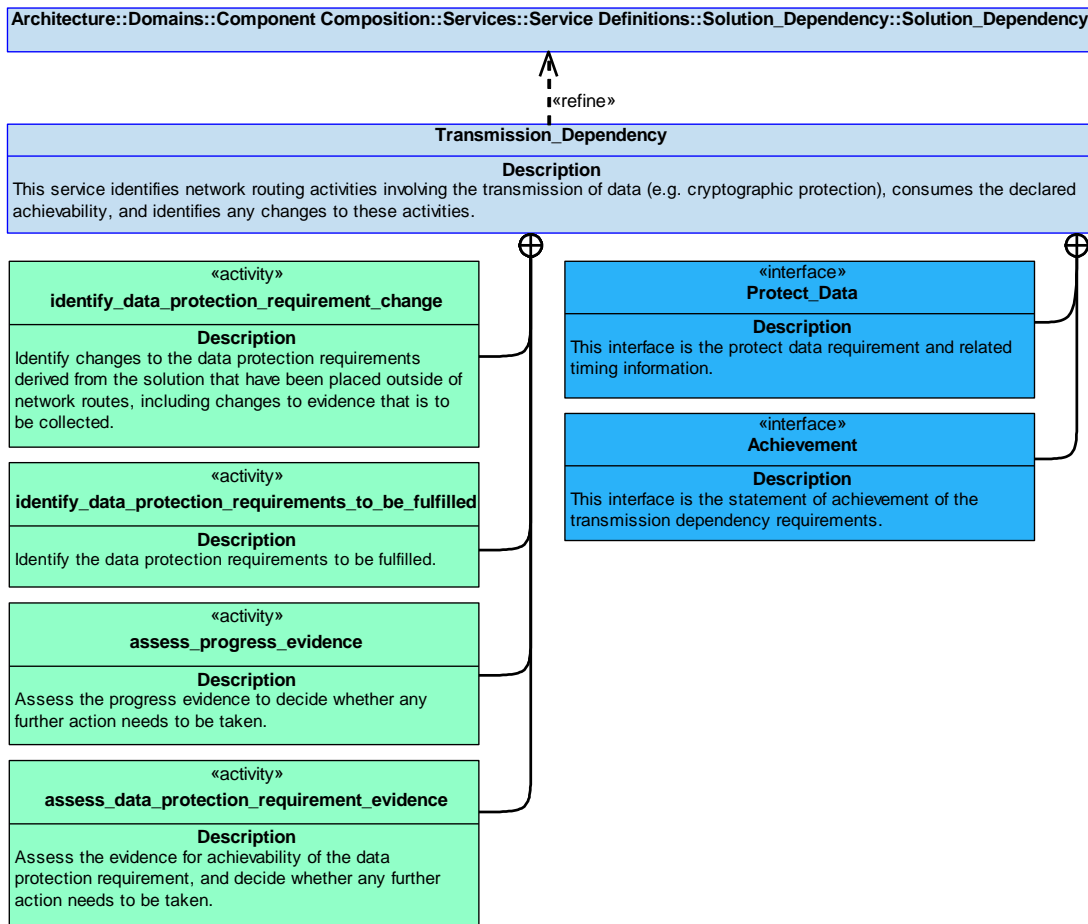 Architecture::Domains::Component Composition::Services::Service Definitions::Solution_Dependency::Solution_Dependency
«refine»
Transmission_Dependency
Description
This service identifies network routing activities involving the transmission of data (e.g. cryptographic protection), consumes the declared
achievability, and identifies any changes to these activities.
«activity»
identify_data_protection_requirement_change
Description
Identify changes to the data protection requirements
derived from the solution that have been placed outside of
network routes, including changes to evidence that is to
be collected.
«activity»
identify_data_protection_requirements_to_be_fulfilled
Description
Identify the data protection requirements to be fulfilled.
«activity»
assess_progress_evidence
Description
Assess the progress evidence to decide whether any
further action needs to be taken.
«activity»
assess_data_protection_requirement_evidence
Description
Assess the evidence for achievability of the data
protection requirement, and decide whether any further
action needs to be taken.
«interface»
Protect_Data
Description
This interface is the protect data requirement and related
timing information.
«interface»
Achievement
Description
This interface is the statement of achievement of the
transmission dependency requirements.